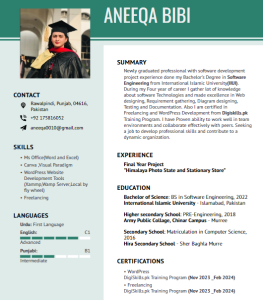 ANEEQA BIBI
CONTACT
Rawalpindi, Punjab, 04616,
Pakistan
+92 175816052
aneeqa0010@gmail.com
SKILLS
Ms Office(Word and Excel)
Canva ,Visual Paradigm
WordPress Website
Development Tools
(Xampp,Wamp Server,Local by
fly wheel)
Freelancing
LANGUAGES
Urdu: First Language
English: C1
Advanced
Punjabi: B1
Intermediate
SUMMARY
Newly graduated professional with software development
project experience done my Bachelor's Degree in Software
Engineering from International Islamic University(IIUI).
During my Four year of career I gather lot of knowledge
about software Technologies and made excellence in Web
designing, Requirement gathering, Diagram designing,
Testing and Documentation. Also I am certified in
Freelancing and WordPress Development from Digiskills.pk
Training Program. I have Proven ability to work well in team
environments and collaborate effectively with peers. Seeking
a job to develop professional skills and contribute to a
dynamic organization.
EXPERIENCE
Final Year Project
"Himalaya Photo State and Stationary Store"
EDUCATION
Bachelor of Science: BS in Software Engineering, 2022
International Islamic University - Islamabad, Pakistan
Higher secondary School: PRE-Engineering, 2018
Army Public College, Chinar Campus - Murree
Secondary School: Matriculation in Computer Science,
2016
Hira Secondary School - Sher Baghla Murre
CERTIFICATIONS
WordPress
DigiSkills.pk Training Program (Nov 2023 _Feb 2024)
Freelancing
DigiSkills.pk Training Program (Nov 2023 _Feb 2024)